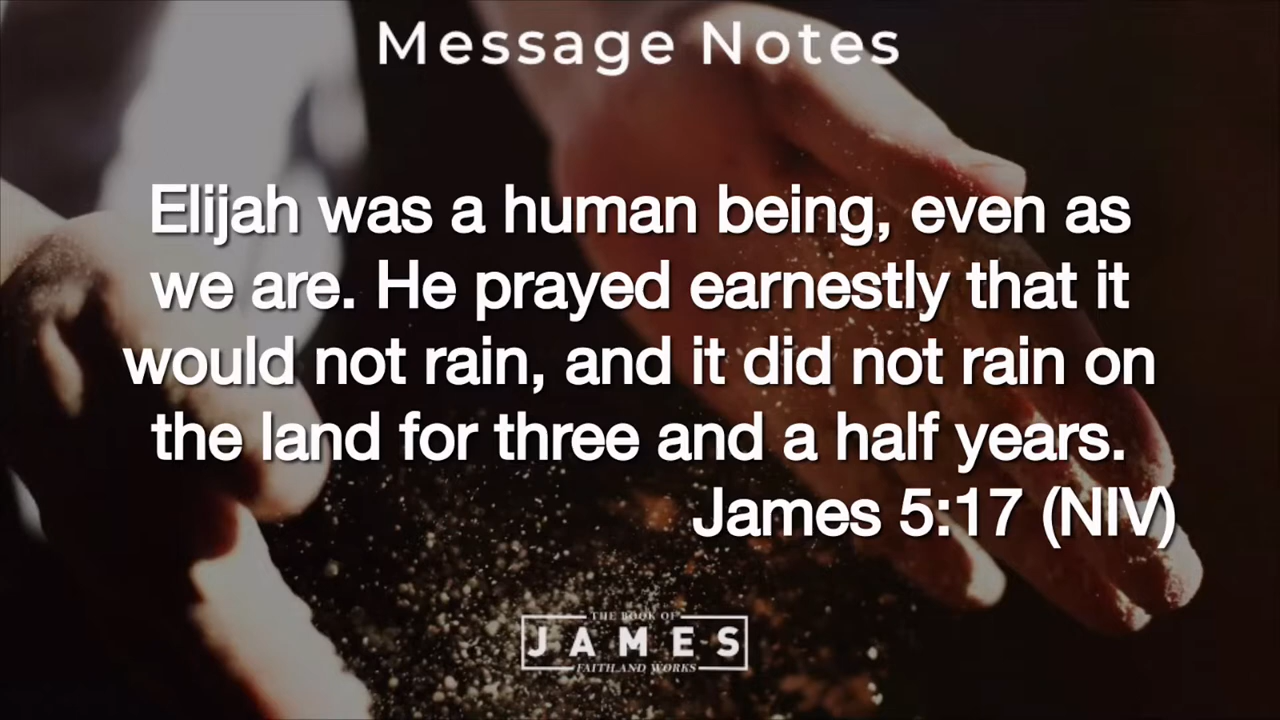 Message Notes
Elijah was a human being, even as
we are. He prayed earnestly that it
would not rain, and it did not rain on
the land for three and a half years.
James 5:17 (NIV)
THE BOOK OF
JAMES
FAITH AND WORKS